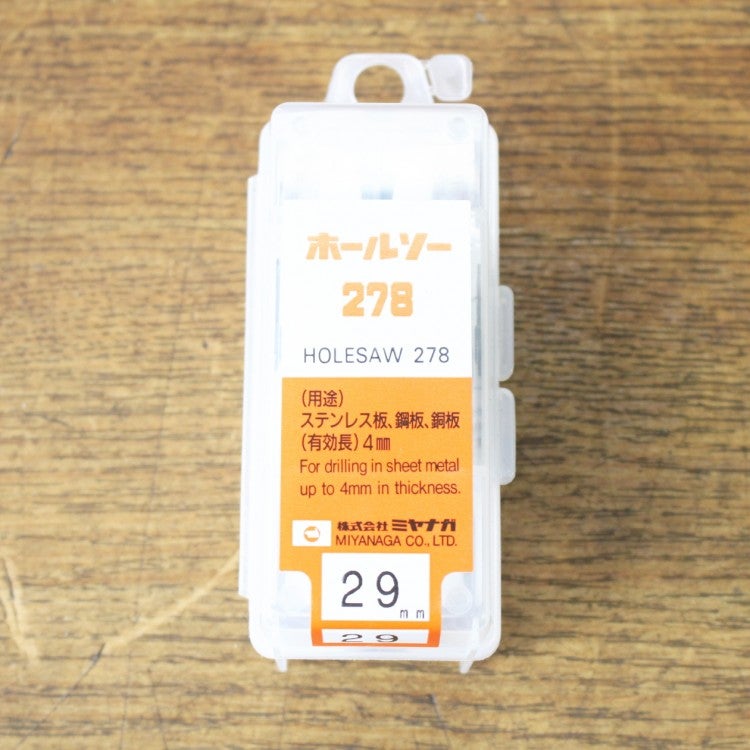 ホールソー
278
HOLESAW 278
(用途)
ステンレス板、鋼板、銅板
(有効長)4㎜
For drilling in sheet metal
up to 4mm in thickness.
株式会社 ミヤナガ
MIYANAGA CO., LTD.
29mm
29